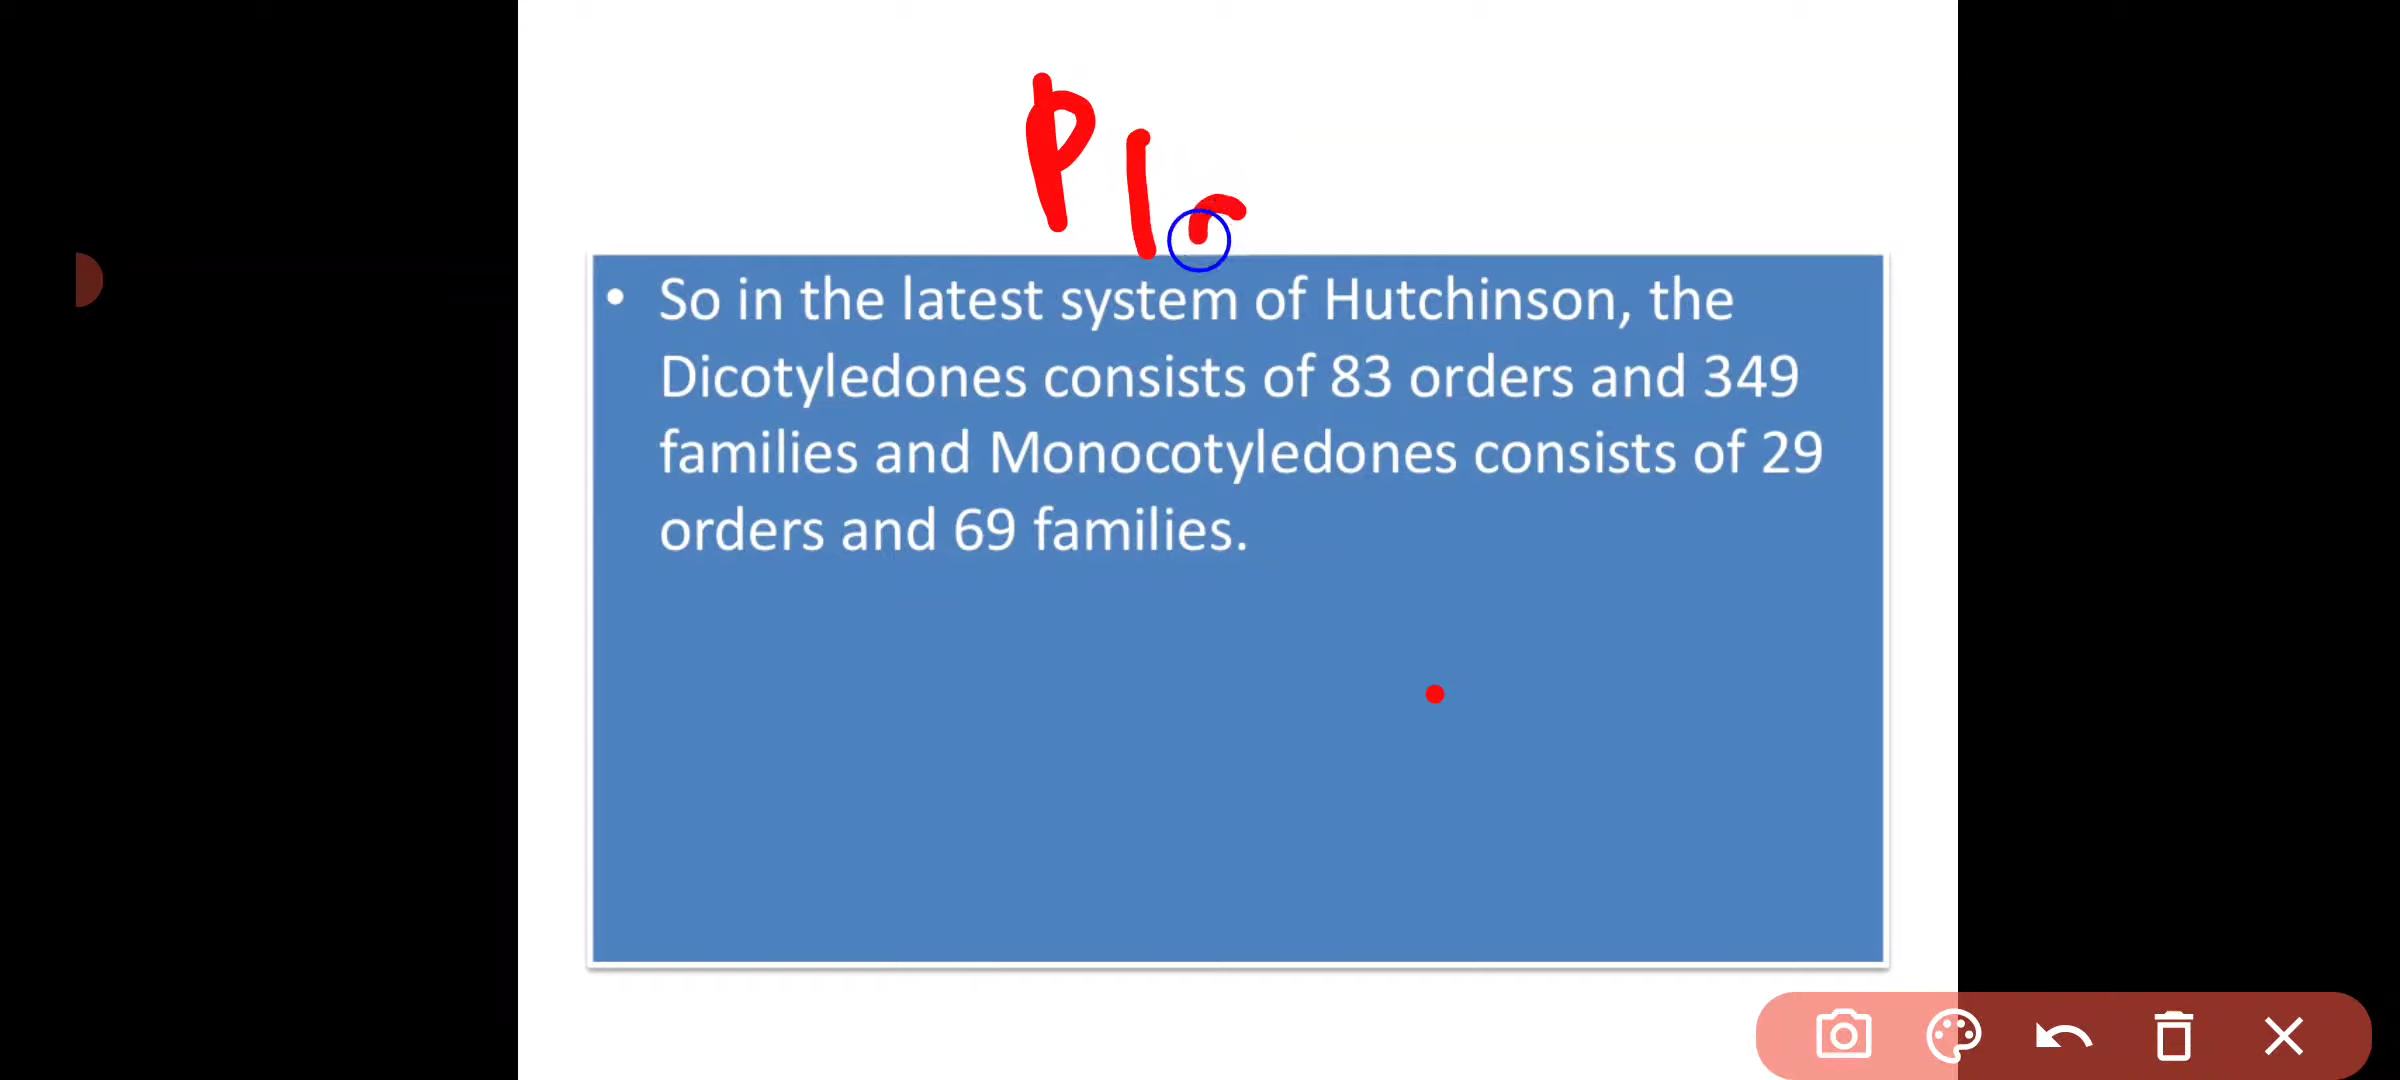 Pl
• So in the latest system of Hutchinson, the
Dicotyledones consists of 83 orders and 349
families and Monocotyledones consists of 29
orders and 69 families.